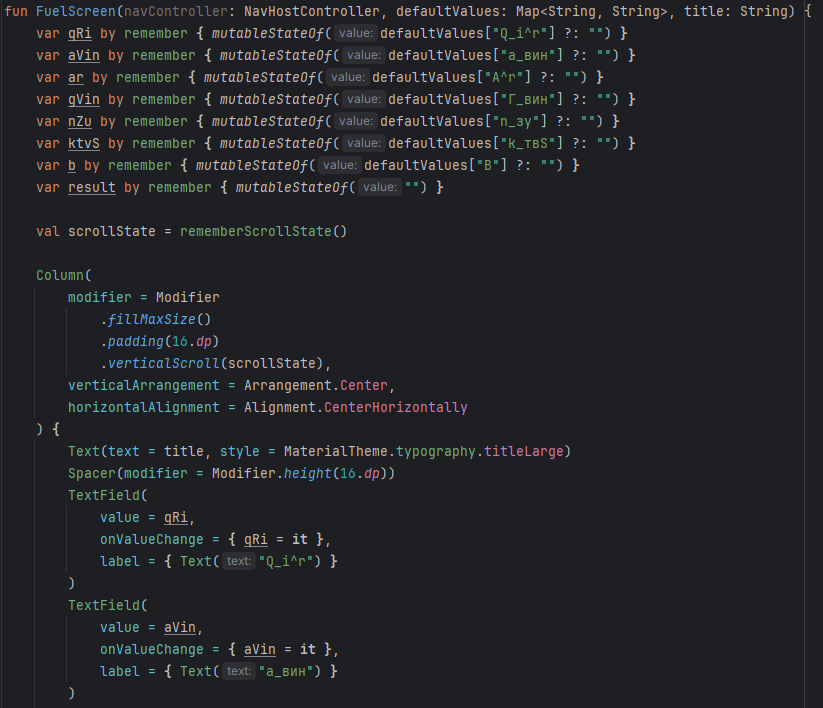 fun FuelScreen(navController: NavHostController, defaultValues: Map<String, String>, title: String) {
var qRi by remember { mutableStateOf( value: defaultValues["Q_i^r"] ?: "") }
var aVin by remember { mutableStateOf( value: defaultValues["а_вин"] ?: "") }
var ar by remember { mutableStateOf( value: defaultValues["A^r"] ?: "") }
var gVin by remember { mutableStateOf( value: defaultValues["Г_вин"] ?: "") }
var nZu by remember { mutableStateOf( value: defaultValues["n_зу"] ?: "") }
var ktvS by remember { mutableStateOf( value: defaultValues["k_твS"] ?: "") }
var b by remember { mutableStateOf( value: defaultValues["B"] ?: "") }
var result by remember { mutableStateOf( value: "") }
val scrollState = rememberScrollState()
Column(
modifier = Modifier
.fillMaxSize()
.padding(16.dp)
.verticalScroll(scrollState),
verticalArrangement = Arrangement.Center,
horizontalAlignment = Alignment.CenterHorizontally
) {
Text(text = title, style = MaterialTheme.typography.titleLarge)
Spacer(modifier = Modifier.height(16.dp))
TextField(
value = qRi,
onValueChange = { qRi = it },
label = { Text( text: "Q_i^r") }
)
TextField(
value = aVin,
onValueChange = { aVin = it },
label = { Text( text: "а_вин") }
)